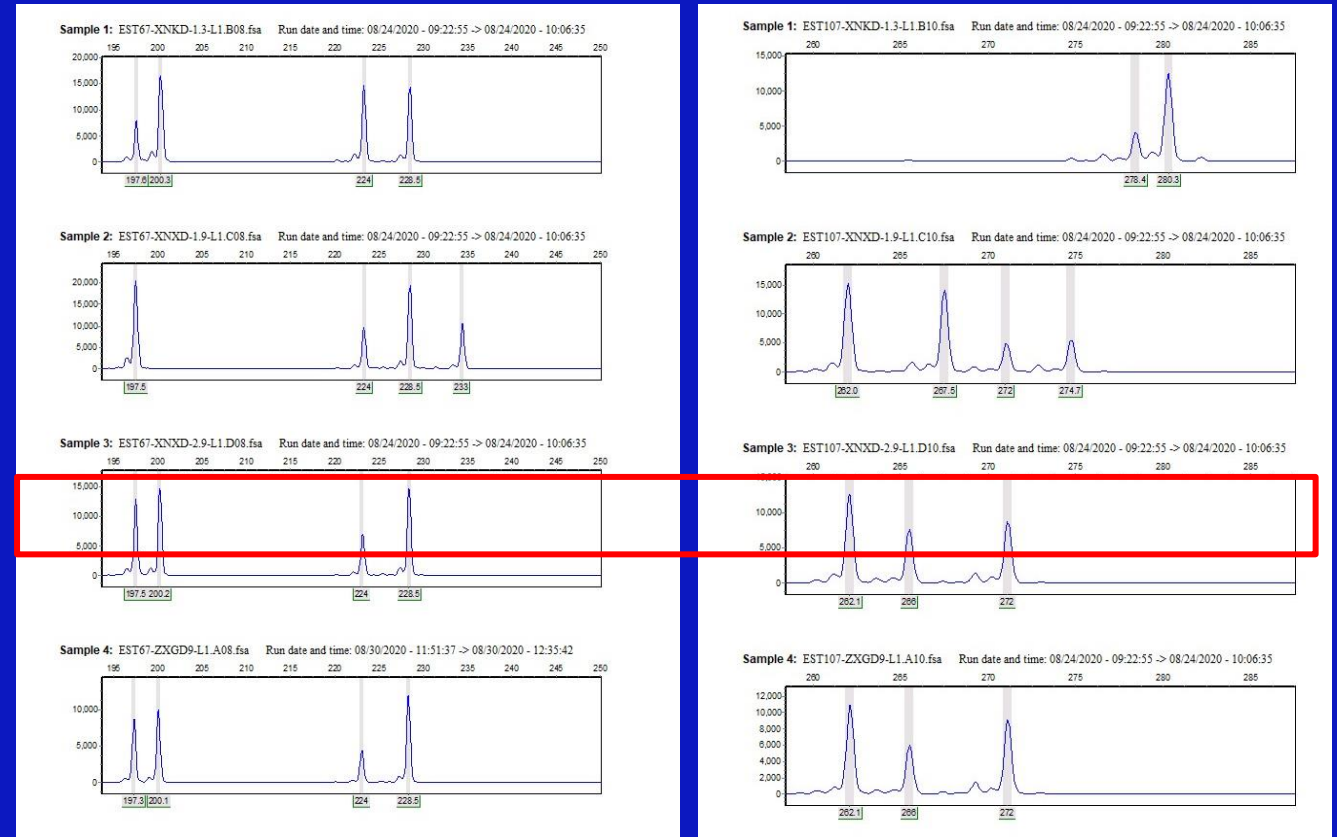 Sample 1: EST67-XNKD-1.3-L1.B08.fsa Run date and time: 08/24/2020 - 09:22:55 -> 08/24/2020 - 10:06:35
195 200 205 210 215 220 225 230 235 240 245 250
20,000
15,000
10,000
5,000
0
197.6 200.3 224 228.5
Sample 2: EST67-XNXD-1.9-L1.C08.fsa Run date and time: 08/24/2020 - 09:22:55 -> 08/24/2020 - 10:06:35
195 200 205 210 215 220 225 230 235 240 245 250
20,000
15,000
10,000
5,000
0
197.5 224 228.5 233
Sample 3: EST67-XNXD-2.9-L1.D08.fsa Run date and time: 08/24/2020 - 09:22:55 -> 08/24/2020 - 10:06:35
195 200 205 210 215 220 225 230 235 240 245 250
15,000
10,000
5,000
0
197.5 200.2 224 228.5
Sample 4: EST67-ZXGD9-L1.A08.fsa Run date and time: 08/30/2020 - 11:51:37 -> 08/30/2020 - 12:35:42
195 200 205 210 215 220 225 230 235 240 245 250
10,000
5,000
0
197.3 200.1 224 228.5
Sample 1: EST107-XNKD-1.3-L1.B10.fsa Run date and time: 08/24/2020 - 09:22:55 -> 08/24/2020 - 10:06:35
260 265 270 275 280 285
15,000
10,000
5,000
0
278.4 280.3
Sample 2: EST107-XNXD-1.9-L1.C10.fsa Run date and time: 08/24/2020 - 09:22:55 -> 08/24/2020 - 10:06:35
260 265 270 275 280 285
15,000
10,000
5,000
0
262.0 267.5 272 274.7
Sample 3: EST107-XNXD-2.9-L1.D10.fsa Run date and time: 08/24/2020 - 09:22:55 -> 08/24/2020 - 10:06:35
260 265 270 275 280 285
10,000
5,000
0
262.1 266 272
Sample 4: EST107-ZXGD9-L1.A10.fsa Run date and time: 08/24/2020 - 09:22:55 -> 08/24/2020 - 10:06:35
260 265 270 275 280 285
12,000
10,000
8,000
6,000
4,000
2,000
0
262.1 266 272